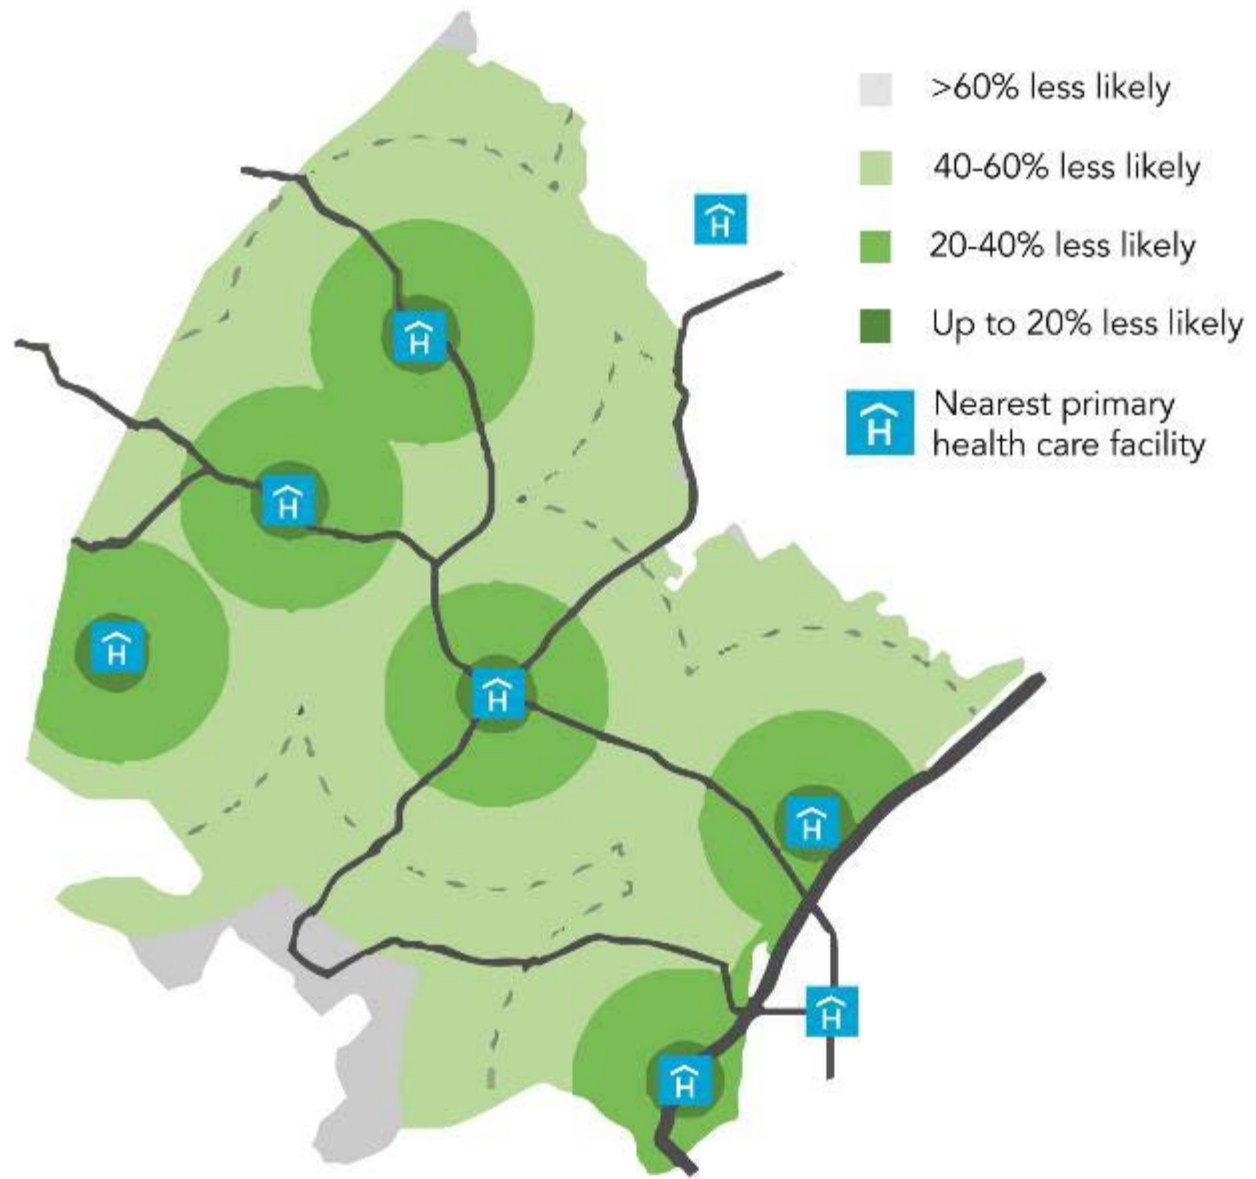 >60% less likely
40-60% less likely
20-40% less likely
Up to 20% less likely
Nearest primary
health care facility
H
H
H
H
H
H
H
H
H